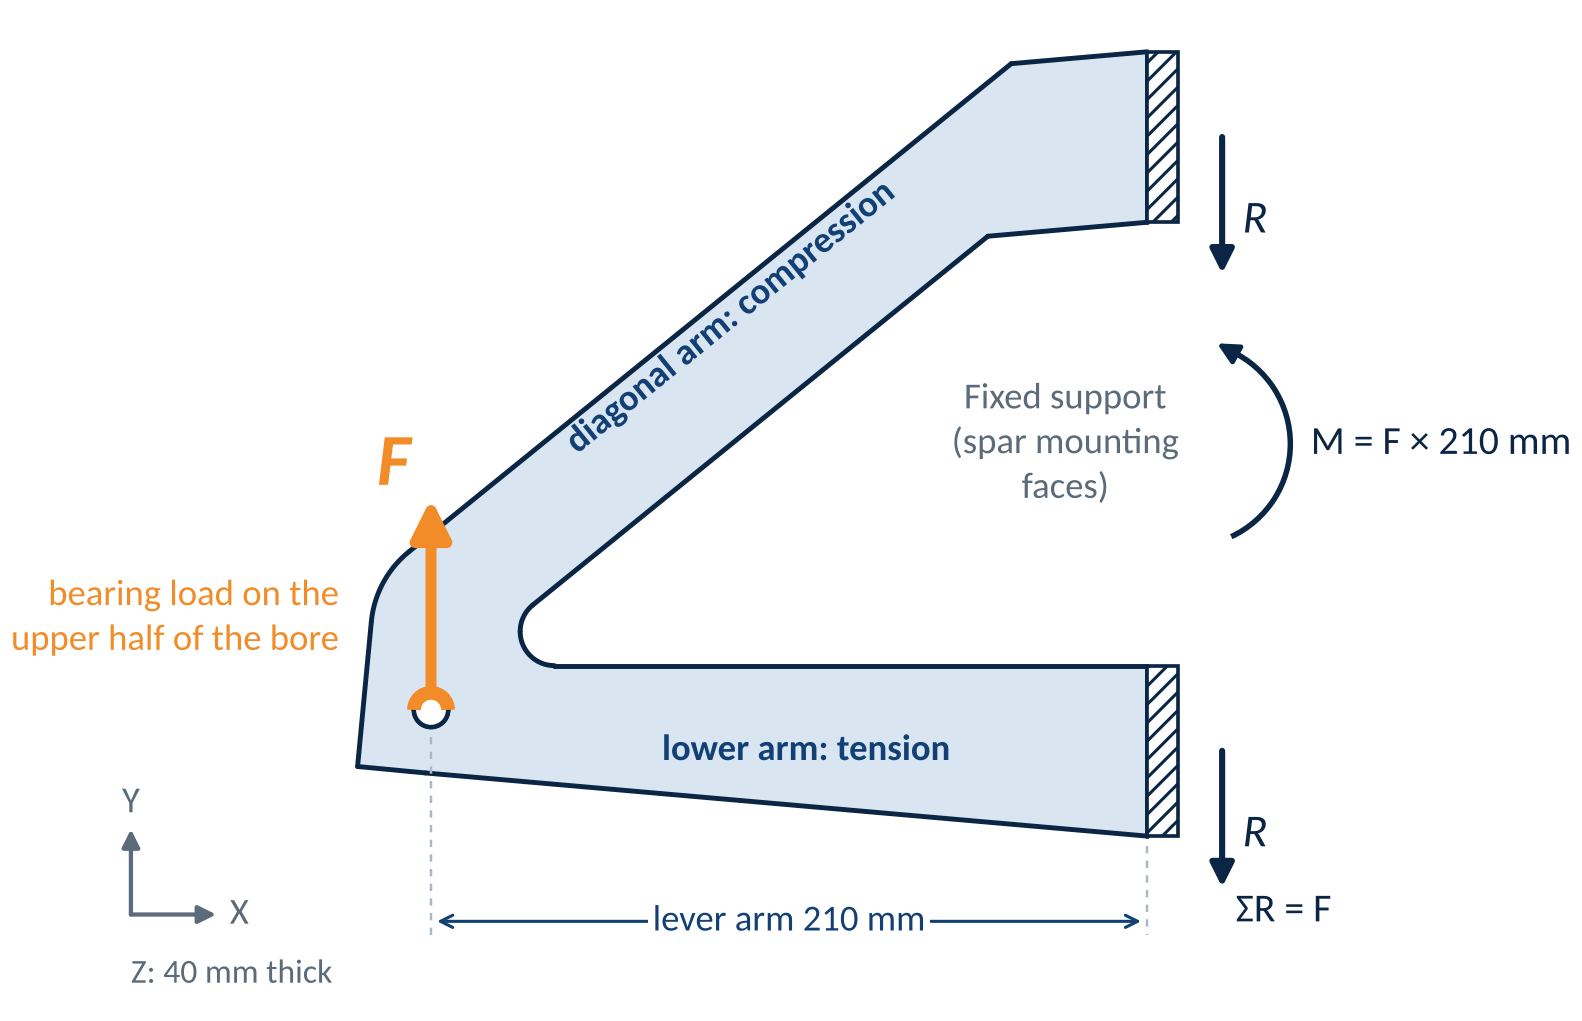 diagonal arm: compression
R
F
Fixed support
(spar mounting
faces)
M = F × 210 mm
bearing load on the
upper half of the bore
lower arm: tension
R
ΣR = F
Y
X
Z: 40 mm thick
lever arm 210 mm